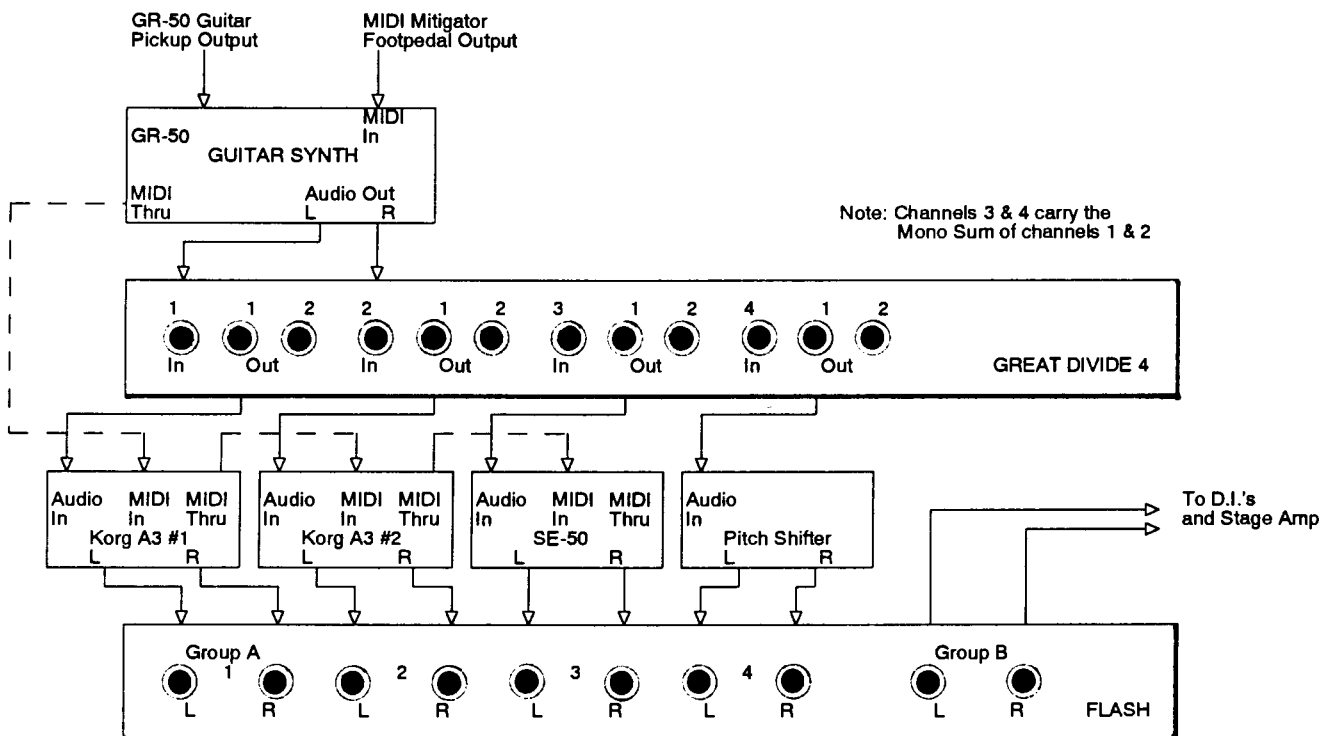 GR-50 Guitar
Pickup Output
MIDI Mitigator
Footpedal Output
GR-50
MIDI
In
GUITAR SYNTH
MIDI
Thru
Audio Out
L R
Note: Channels 3 & 4 carry the
Mono Sum of channels 1 & 2
1 1 2 2 1 2 3 1 2 4 1 2
In Out In Out In Out In Out
GREAT DIVIDE 4
Audio
In
MIDI
In
MIDI
Thru
Korg A3 #1
L R
Audio
In
MIDI
In
MIDI
Thru
Korg A3 #2
L R
Audio
In
MIDI
In
MIDI
Thru
SE-50
L R
Audio
In
Pitch Shifter
L R
To D.I.'s
and Stage Amp
Group A
1 2 3 4
Group B
L R L R L R L R L R
FLASH